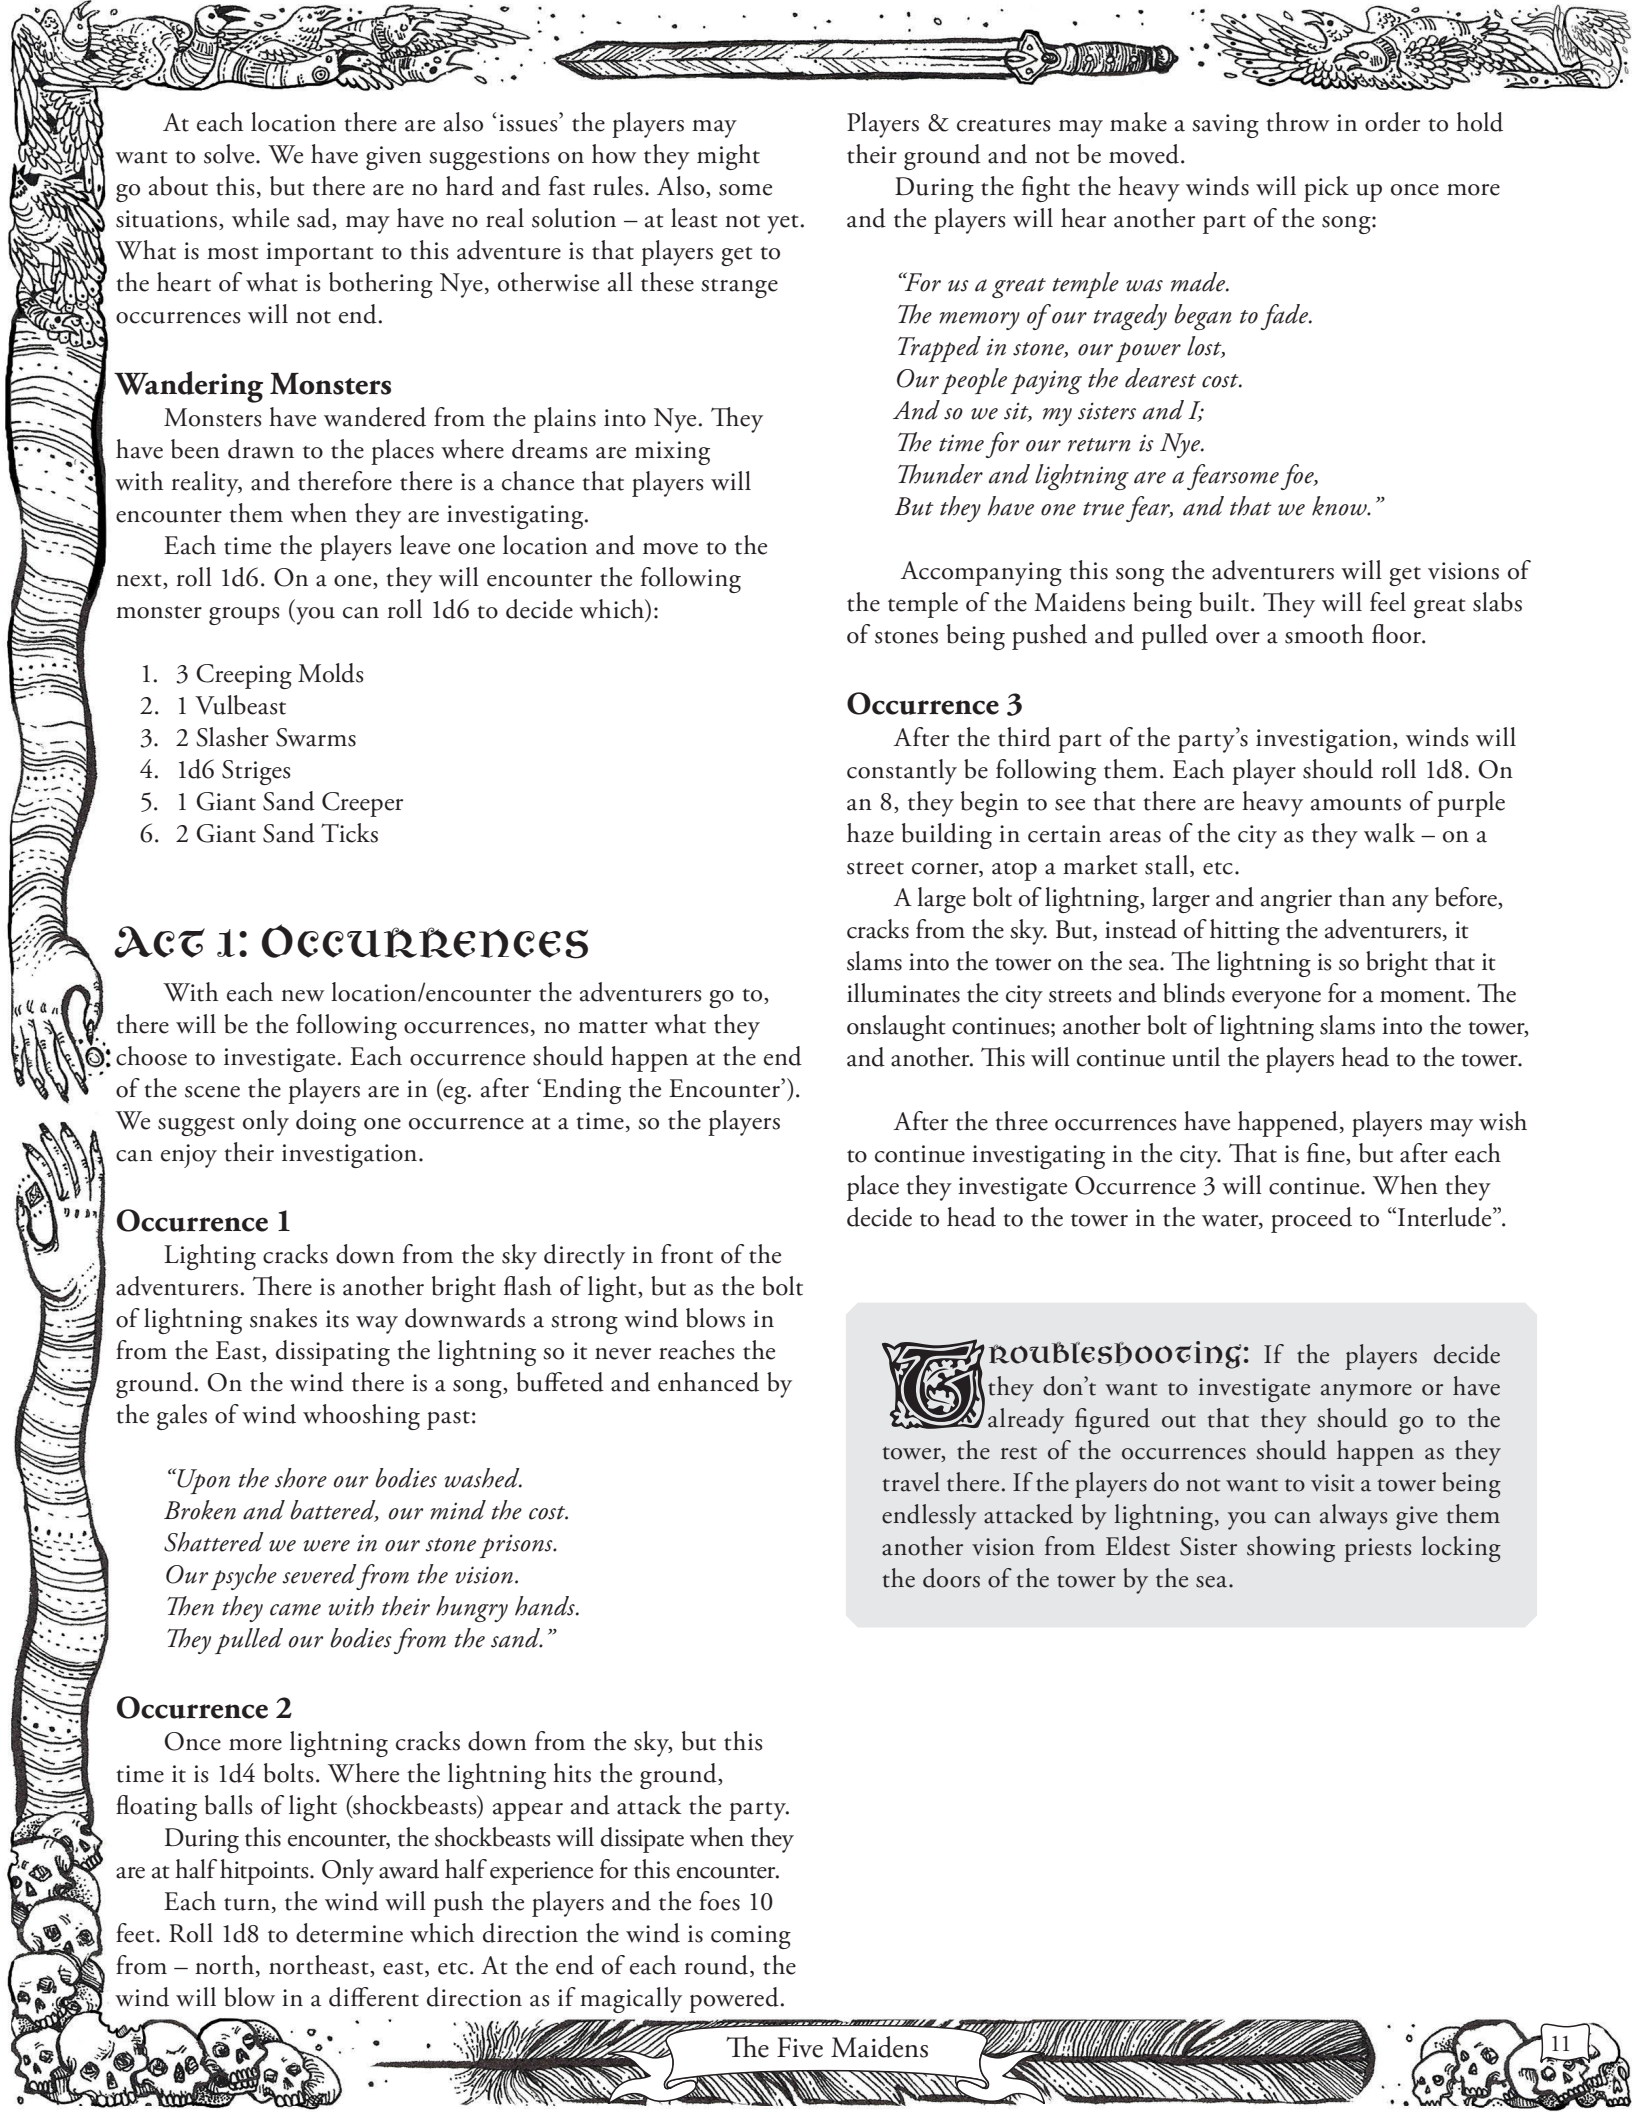 At each location there are also ‘issues’ the players may
want to solve. We have given suggestions on how they might
go about this, but there are no hard and fast rules. Also, some
situations, while sad, may have no real solution – at least not yet.
What is most important to this adventure is that players get to
the heart of what is bothering Nye, otherwise all these strange
occurrences will not end.
Wandering Monsters
Monsters have wandered from the plains into Nye. They
have been drawn to the places where dreams are mixing
with reality, and therefore there is a chance that players will
encounter them when they are investigating.
Each time the players leave one location and move to the
next, roll 1d6. On a one, they will encounter the following
monster groups (you can roll 1d6 to decide which):
1. 3 Creeping Molds
2. 1 Vulbeast
3. 2 Slasher Swarms
4. 1d6 Striges
5. 1 Giant Sand Creeper
6. 2 Giant Sand Ticks
Act 1: Occurrences
With each new location/encounter the adventurers go to,
there will be the following occurrences, no matter what they
choose to investigate. Each occurrence should happen at the end
of the scene the players are in (eg. after ‘Ending the Encounter’).
We suggest only doing one occurrence at a time, so the players
can enjoy their investigation.
Occurrence 1
Lighting cracks down from the sky directly in front of the
adventurers. There is another bright flash of light, but as the bolt
of lightning snakes its way downwards a strong wind blows in
from the East, dissipating the lightning so it never reaches the
ground. On the wind there is a song, buffeted and enhanced by
the gales of wind whooshing past:
“Upon the shore our bodies washed.
Broken and battered, our mind the cost.
Shattered we were in our stone prisons.
Our psyche severed from the vision.
Then they came with their hungry hands.
They pulled our bodies from the sand.”
Occurrence 2
Once more lightning cracks down from the sky, but this
time it is 1d4 bolts. Where the lightning hits the ground,
floating balls of light (shockbeasts) appear and attack the party.
During this encounter, the shockbeasts will dissipate when they
are at half hitpoints. Only award half experience for this encounter.
Each turn, the wind will push the players and the foes 10
feet. Roll 1d8 to determine which direction the wind is coming
from – north, northeast, east, etc. At the end of each round, the
wind will blow in a different direction as if magically powered.
Players & creatures may make a saving throw in order to hold
their ground and not be moved.
During the fight the heavy winds will pick up once more
and the players will hear another part of the song:
“For us a great temple was made.
The memory of our tragedy began to fade.
Trapped in stone, our power lost,
Our people paying the dearest cost.
And so we sit, my sisters and I;
The time for our return is Nye.
Thunder and lightning are a fearsome foe,
But they have one true fear, and that we know.”
Accompanying this song the adventurers will get visions of
the temple of the Maidens being built. They will feel great slabs
of stones being pushed and pulled over a smooth floor.
Occurrence 3
After the third part of the party’s investigation, winds will
constantly be following them. Each player should roll 1d8. On
an 8, they begin to see that there are heavy amounts of purple
haze building in certain areas of the city as they walk – on a
street corner, atop a market stall, etc.
A large bolt of lightning, larger and angrier than any before,
cracks from the sky. But, instead of hitting the adventurers, it
slams into the tower on the sea. The lightning is so bright that it
illuminates the city streets and blinds everyone for a moment. The
onslaught continues; another bolt of lightning slams into the tower,
and another. This will continue until the players head to the tower.
After the three occurrences have happened, players may wish
to continue investigating in the city. That is fine, but after each
place they investigate Occurrence 3 will continue. When they
decide to head to the tower in the water, proceed to “Interlude”.
Troubleshooting: If the players decide
they don’t want to investigate anymore or have
already figured out that they should go to the
tower, the rest of the occurrences should happen as they
travel there. If the players do not want to visit a tower being
endlessly attacked by lightning, you can always give them
another vision from Eldest Sister showing priests locking
the doors of the tower by the sea.
The Five Maidens
11